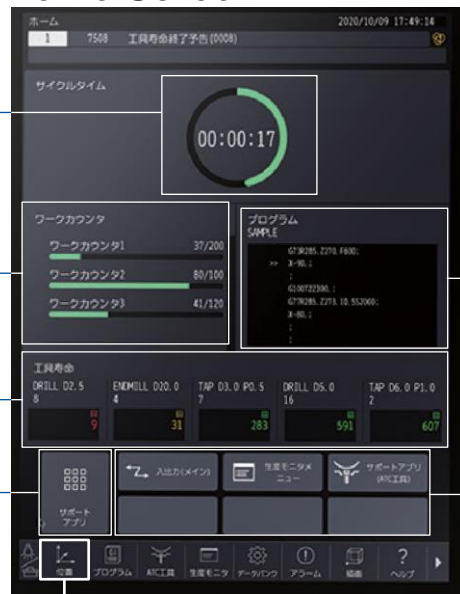 ホーム 2020/10/09 17:49:14
1 7508 工具寿命終了予告(0008)
サイクルタイム
00:00:17
ワークカウンタ
ワークカウンタ1 37/200
ワークカウンタ2 80/100
ワークカウンタ3 41/120
プログラム
SAMPLE
G73R285.Z270.F600;
>> X-90.;
;
G100T22300.;
;
X-80.;
;
;
工具寿命
DRILL D2.5 ENDMILL D20.0 TAP D3.0 P0.5 DRILL D5.0 TAP D6.0 P1.0
8 4 7 16 2
9 31 283 591 607
サポート
アプリ
入出力(メイン)
生産モニタメ
ニュー
サポートアプリ
(ATC工具)
位置 プログラム ATC工具 生産モニタ データバンク アラーム 描画 ヘルプ